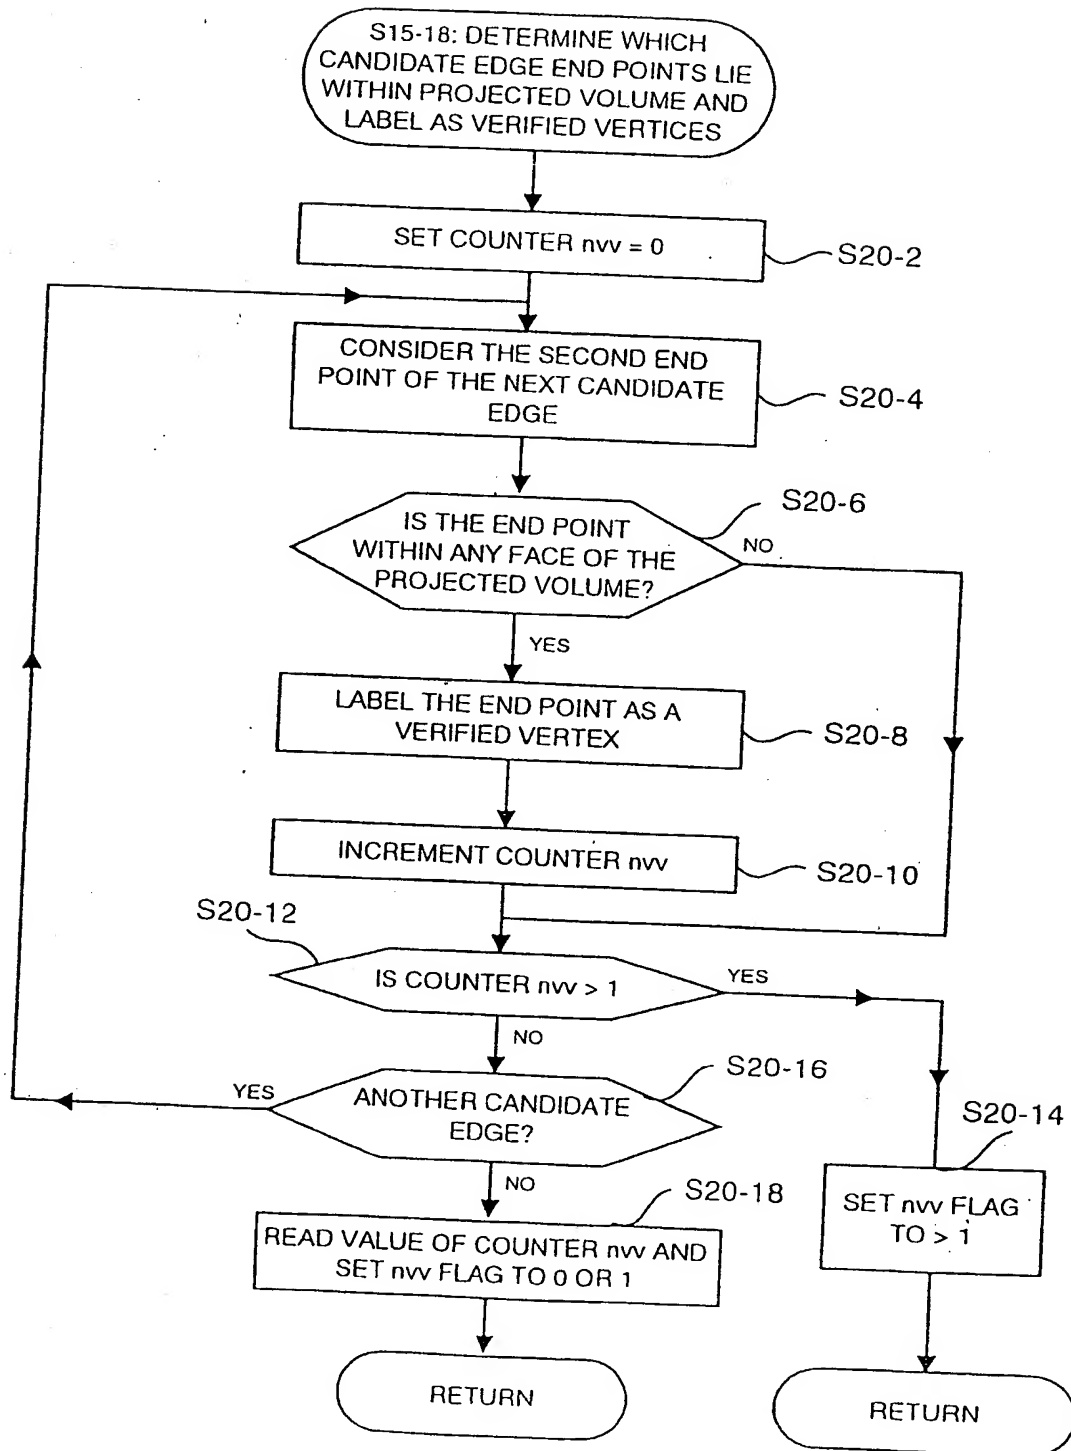 S15-18: DETERMINE WHICH
CANDIDATE EDGE END POINTS LIE
WITHIN PROJECTED VOLUME AND
LABEL AS VERIFIED VERTICES
SET COUNTER nvv = 0
S20-2
CONSIDER THE SECOND END
POINT OF THE NEXT CANDIDATE
EDGE
S20-4
S20-6
IS THE END POINT
WITHIN ANY FACE OF THE
PROJECTED VOLUME?
NO
YES
LABEL THE END POINT AS A
VERIFIED VERTEX
S20-8
INCREMENT COUNTER nvv
S20-10
S20-12
IS COUNTER nvv > 1
YES
NO
S20-16
YES
ANOTHER CANDIDATE
EDGE?
NO
S20-14
SET nvv FLAG
TO > 1
S20-18
READ VALUE OF COUNTER nvv AND
SET nvv FLAG TO 0 OR 1
RETURN
RETURN